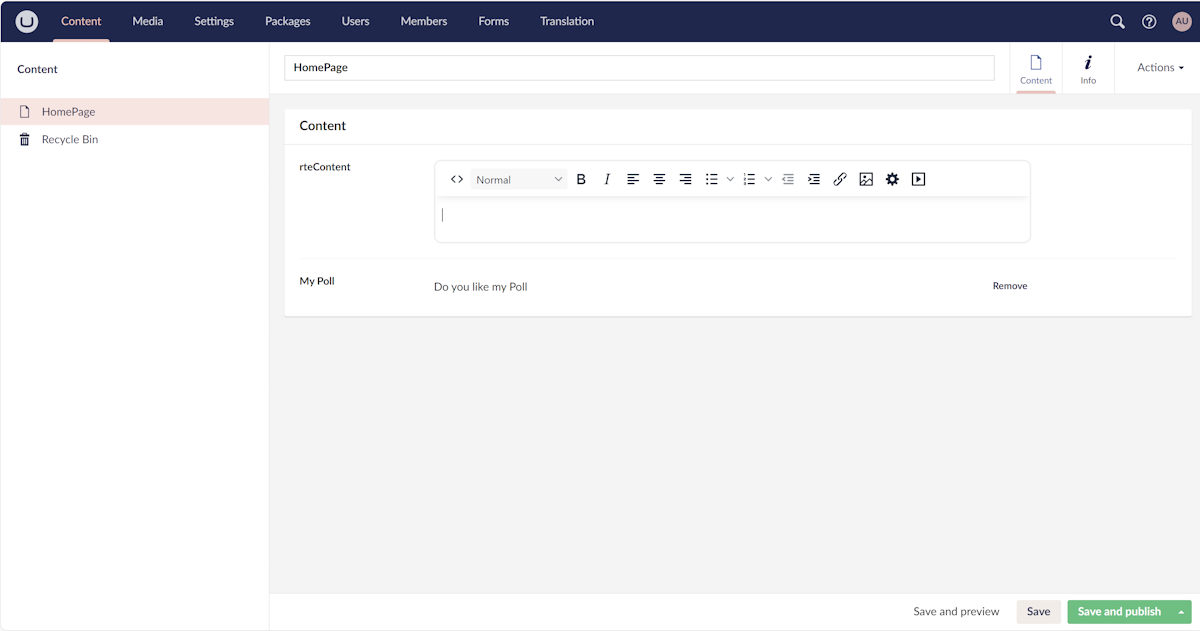 Content Media Settings Packages Users Members Forms Translation AU
Content
HomePage
Recycle Bin
HomePage
Content
Info
Actions
Content
rteContent
Normal B I
My Poll
Do you like my Poll
Remove
Save and preview Save Save and publish